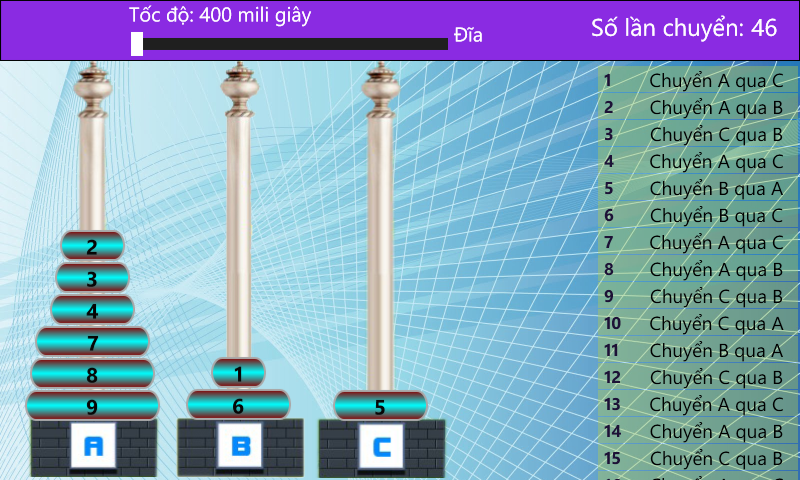 Tốc độ: 400 mili giây
Đĩa
Số lần chuyển: 46
1 Chuyển A qua C
2 Chuyển A qua B
3 Chuyển C qua B
4 Chuyển A qua C
5 Chuyển B qua A
6 Chuyển B qua C
7 Chuyển A qua C
8 Chuyển A qua B
9 Chuyển C qua B
10 Chuyển C qua A
11 Chuyển B qua A
12 Chuyển C qua B
13 Chuyển A qua C
14 Chuyển A qua B
15 Chuyển C qua B
2
3
4
7
8
9
A
1
6
B
5
C